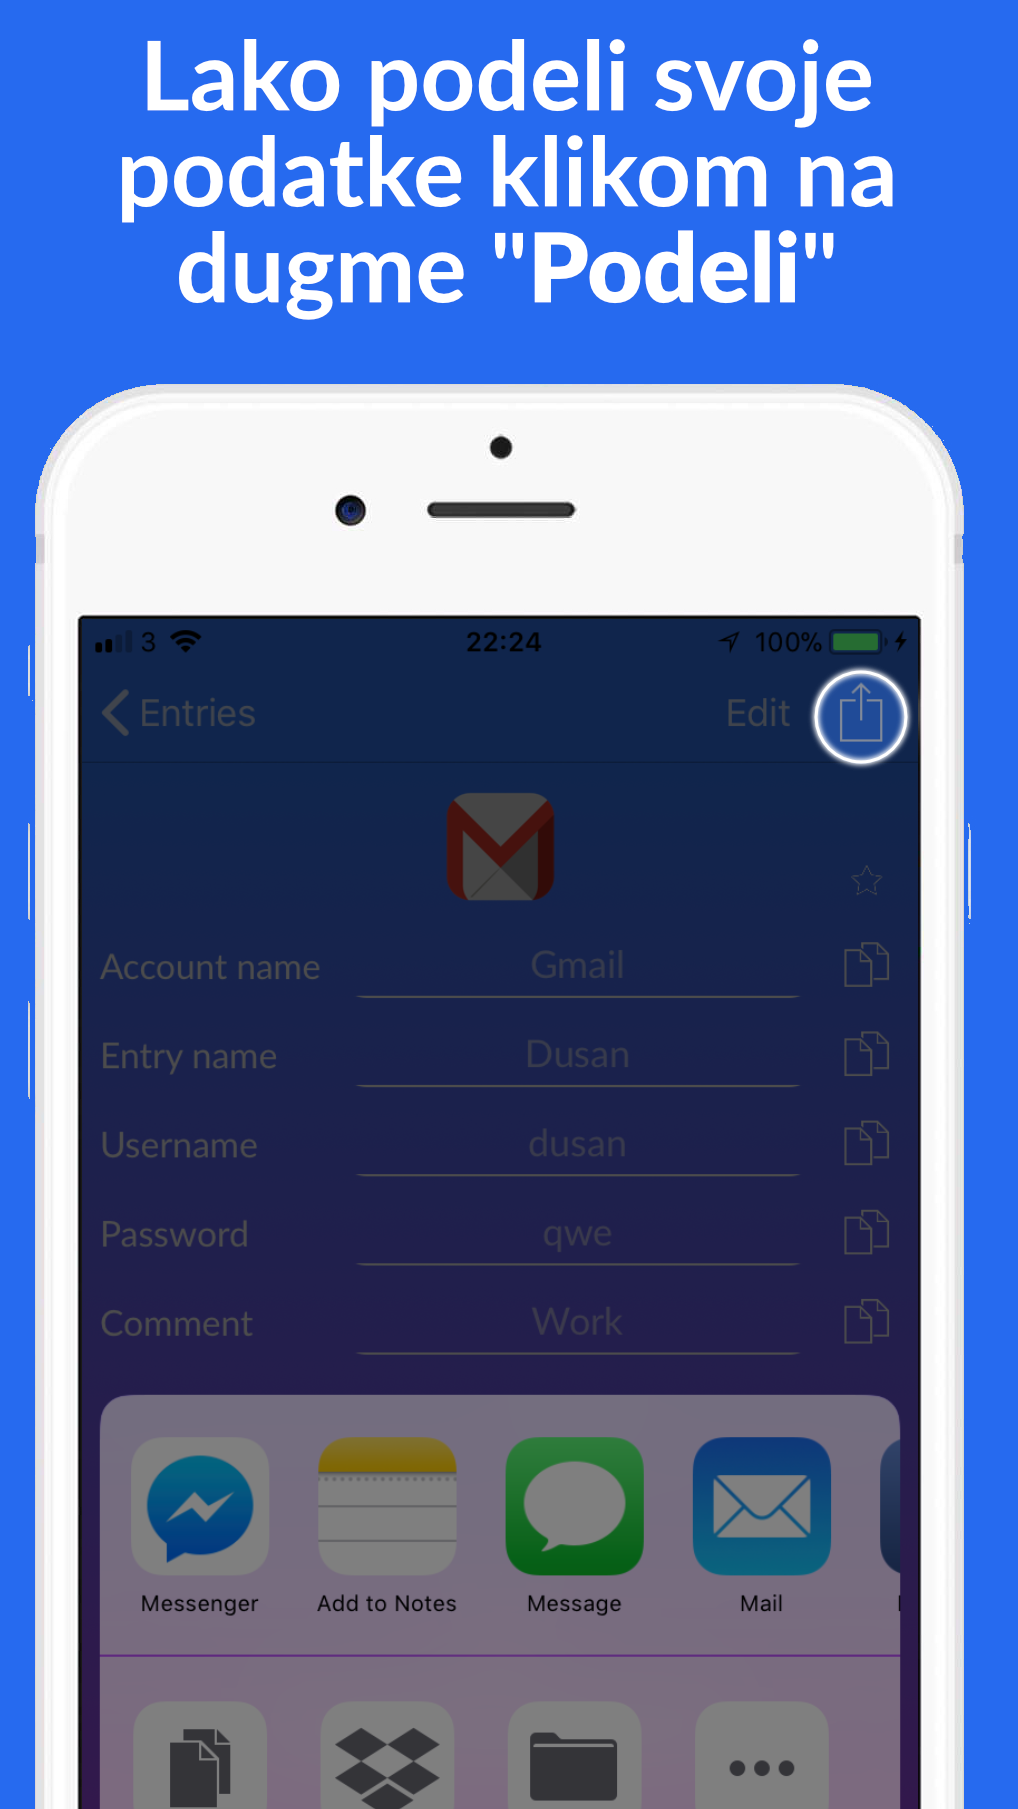 Lako podeli svoje
podatke klikom na
dugme "Podeli"
3 22:24 100%
Entries Edit
Account name Gmail
Entry name Dusan
Username dusan
Password qwe
Comment Work
Messenger Add to Notes Message Mail